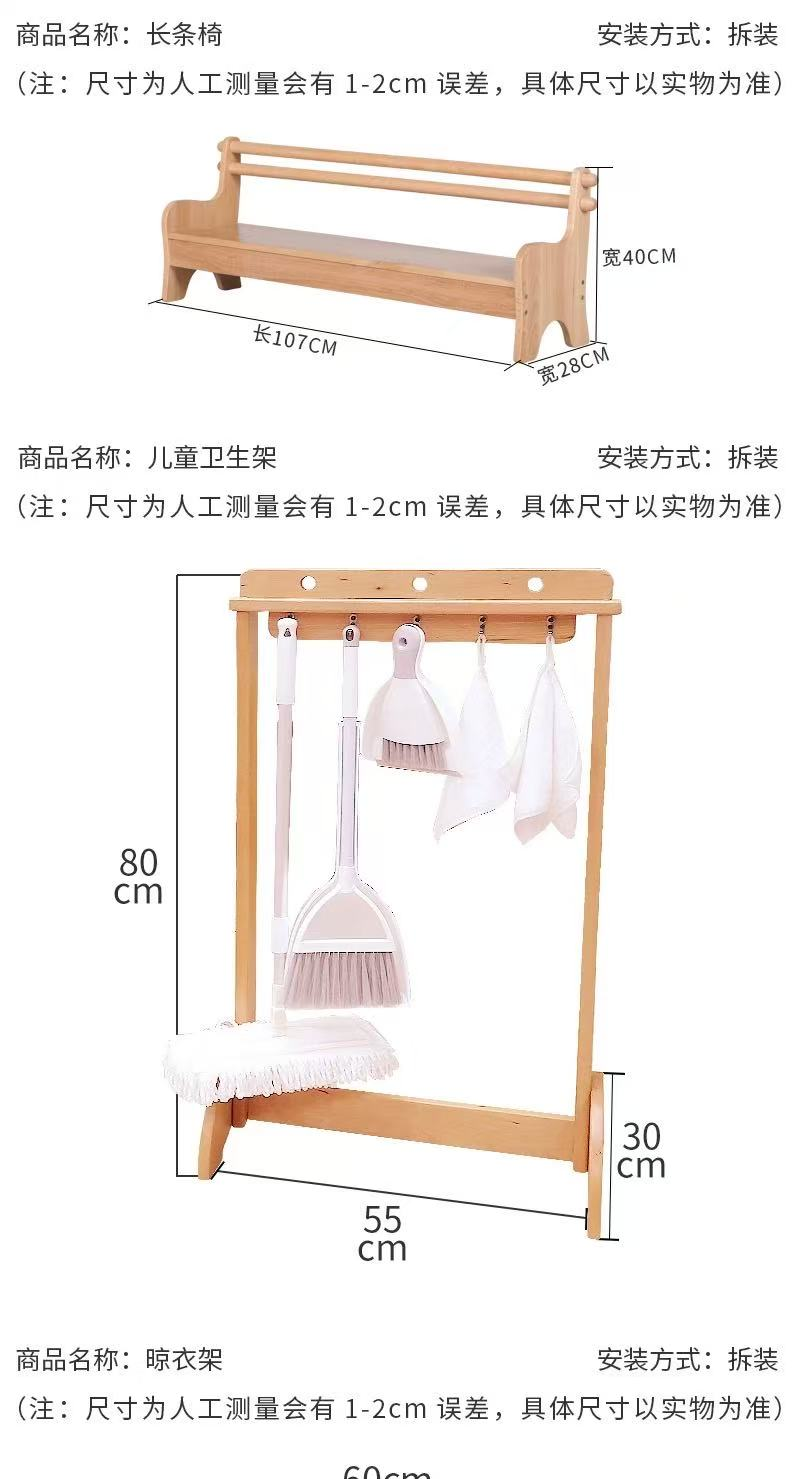 商品名称：长条椅 安装方式：拆装
（注：尺寸为人工测量会有 1-2cm 误差，具体尺寸以实物为准）
宽40CM
长107CM
宽28CM
商品名称：儿童卫生架 安装方式：拆装
（注：尺寸为人工测量会有 1-2cm 误差，具体尺寸以实物为准）
80
cm
30
cm
55
cm
商品名称：晾衣架 安装方式：拆装
（注：尺寸为人工测量会有 1-2cm 误差，具体尺寸以实物为准）
60cm